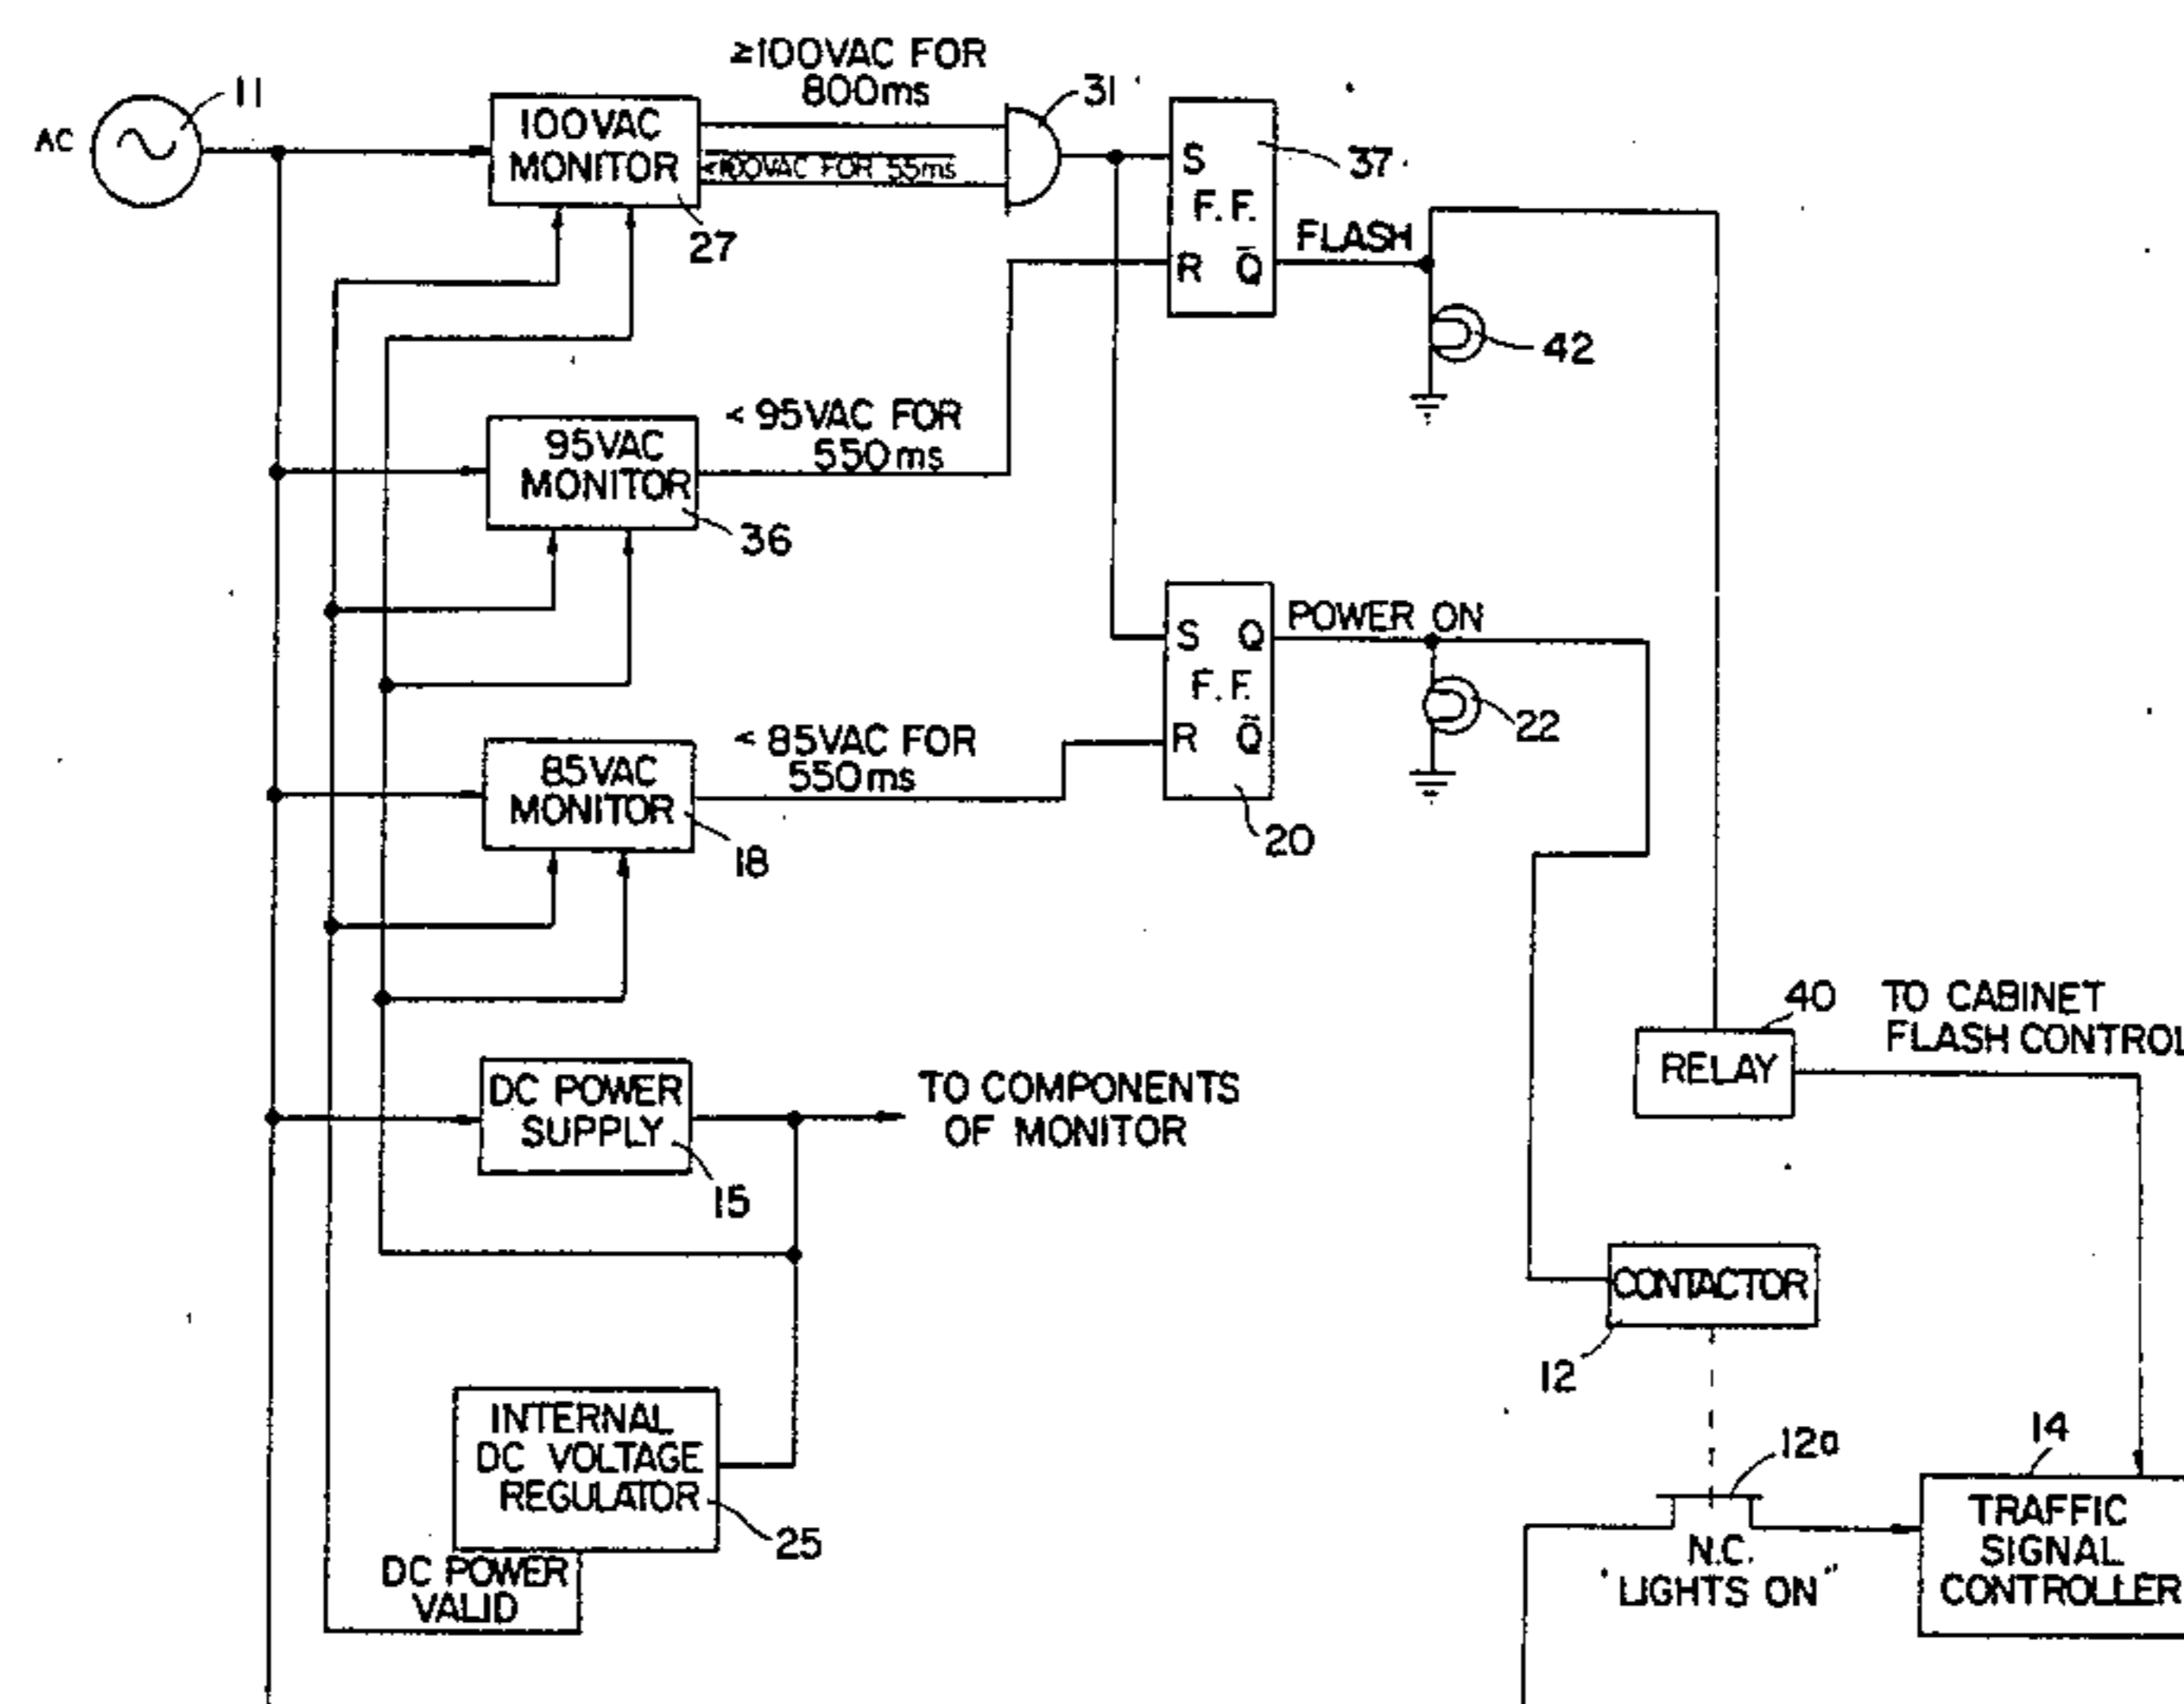 ≥100VAC FOR
800ms
AC
11
100VAC
MONITOR
<100VAC FOR 55ms
27
31
S
F.F.
R Q̅
37
FLASH
42
< 95VAC FOR
550ms
95VAC
MONITOR
36
S Q
F.F.
R Q̅
20
POWER ON
22
< 85VAC FOR
550ms
85VAC
MONITOR
18
DC POWER
SUPPLY
15
TO COMPONENTS
OF MONITOR
40
RELAY
TO CABINET
FLASH CONTROL
CONTACTOR
12
INTERNAL
DC VOLTAGE
REGULATOR
25
DC POWER
VALID
12a
N.C.
"LIGHTS ON"
14
TRAFFIC
SIGNAL
CONTROLLER